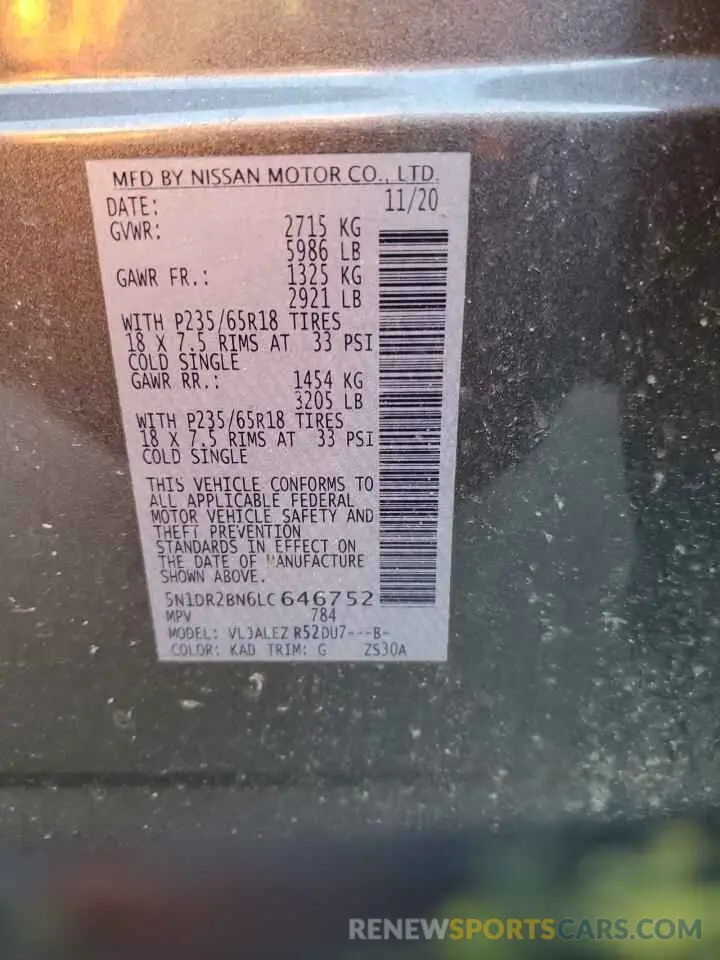 MFD BY NISSAN MOTOR CO., LTD.
DATE: 11/20
GVWR: 2715 KG
5986 LB
GAWR FR.: 1325 KG
2921 LB
WITH P235/65R18 TIRES
18 X 7.5 RIMS AT 33 PSI
COLD SINGLE
GAWR RR.: 1454 KG
3205 LB
WITH P235/65R18 TIRES
18 X 7.5 RIMS AT 33 PSI
COLD SINGLE
THIS VEHICLE CONFORMS TO
ALL APPLICABLE FEDERAL
MOTOR VEHICLE SAFETY AND
THEFT PREVENTION
STANDARDS IN EFFECT ON
THE DATE OF MANUFACTURE
SHOWN ABOVE.
5N1DR2BN6LC646752
MPV 784
MODEL: VL3ALEZ R52DU7---B-
COLOR: KAD TRIM: G ZS30A
RENEWSPORTSCARS.COM